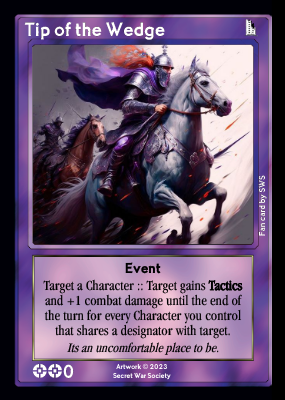 Tip of the Wedge
Fan card by SWS
Event
Target a Character :: Target gains Tactics
and +1 combat damage until the end of
the turn for every Character you control
that shares a designator with target.
Its an uncomfortable place to be.
Artwork © 2023
Secret War Society
0